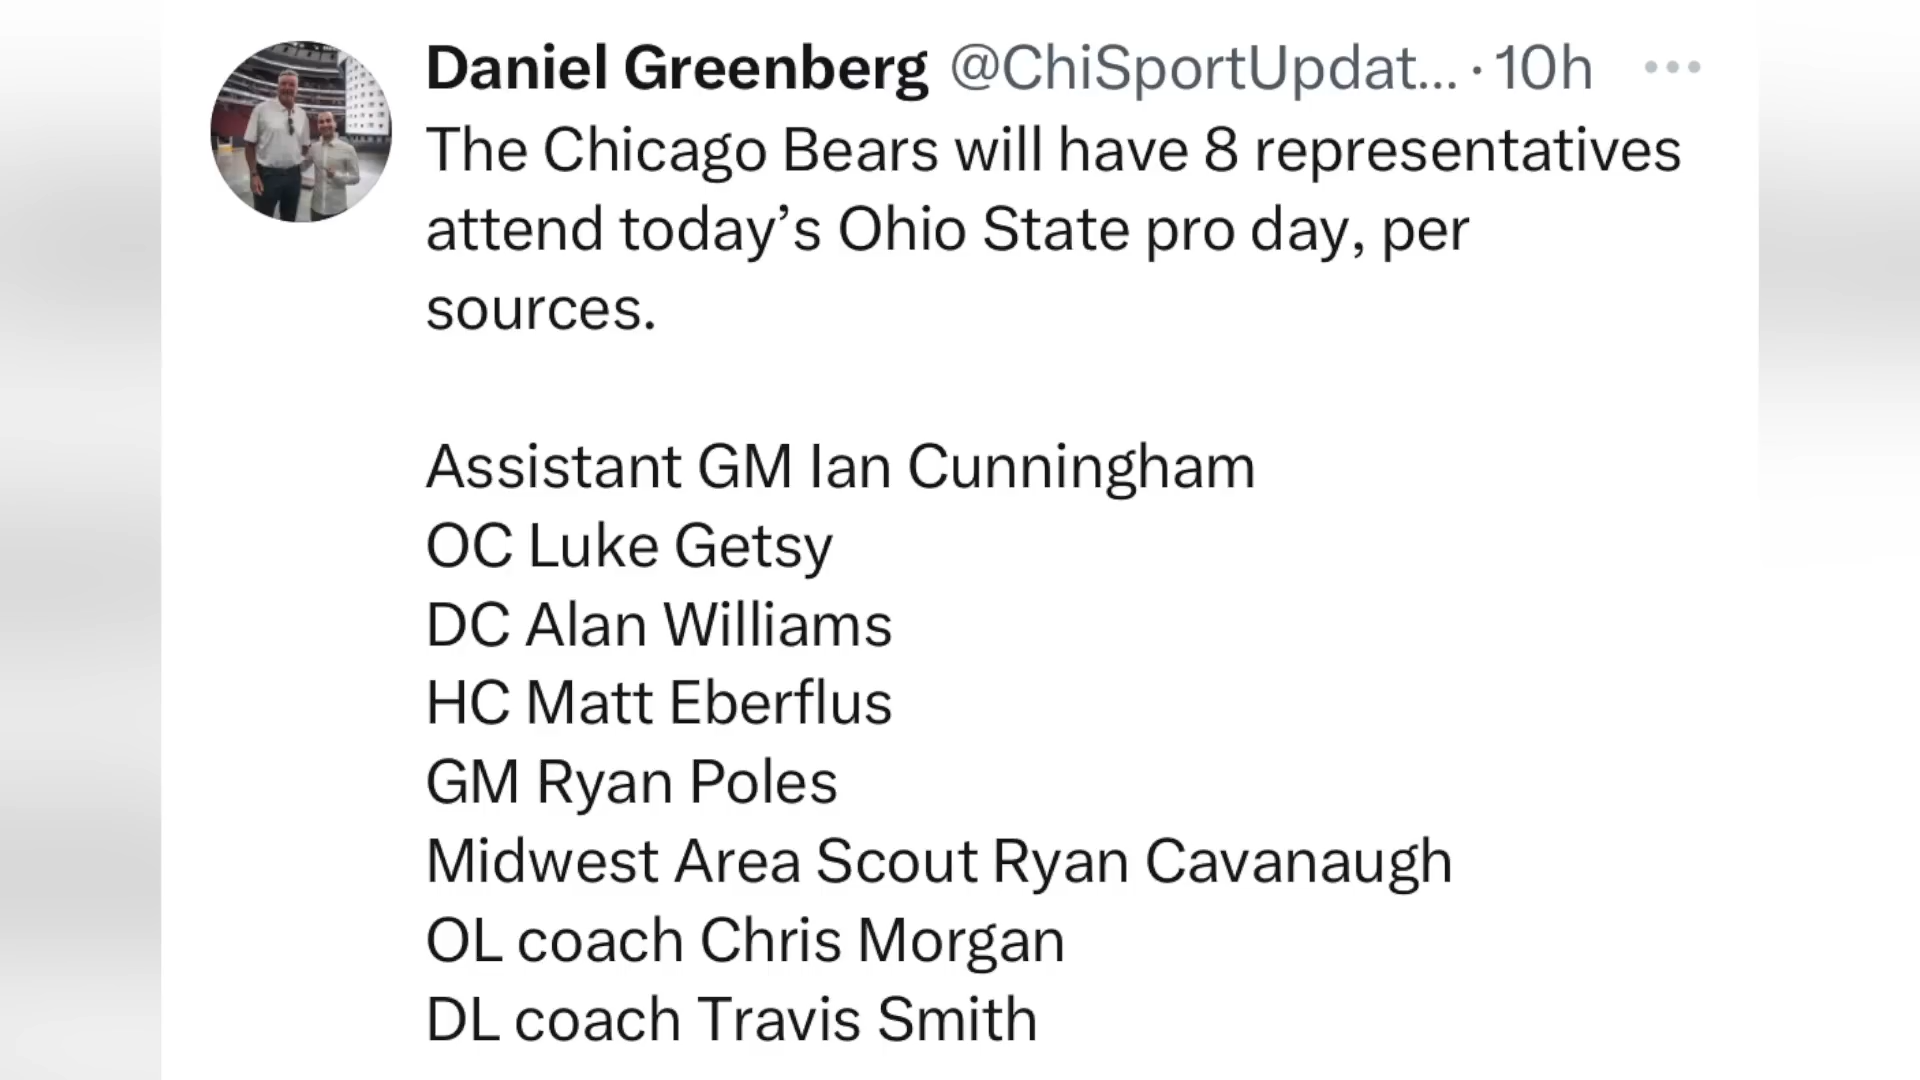 Daniel Greenberg @ChiSportUpdat... · 10h
The Chicago Bears will have 8 representatives
attend today’s Ohio State pro day, per
sources.
Assistant GM Ian Cunningham
OC Luke Getsy
DC Alan Williams
HC Matt Eberflus
GM Ryan Poles
Midwest Area Scout Ryan Cavanaugh
OL coach Chris Morgan
DL coach Travis Smith